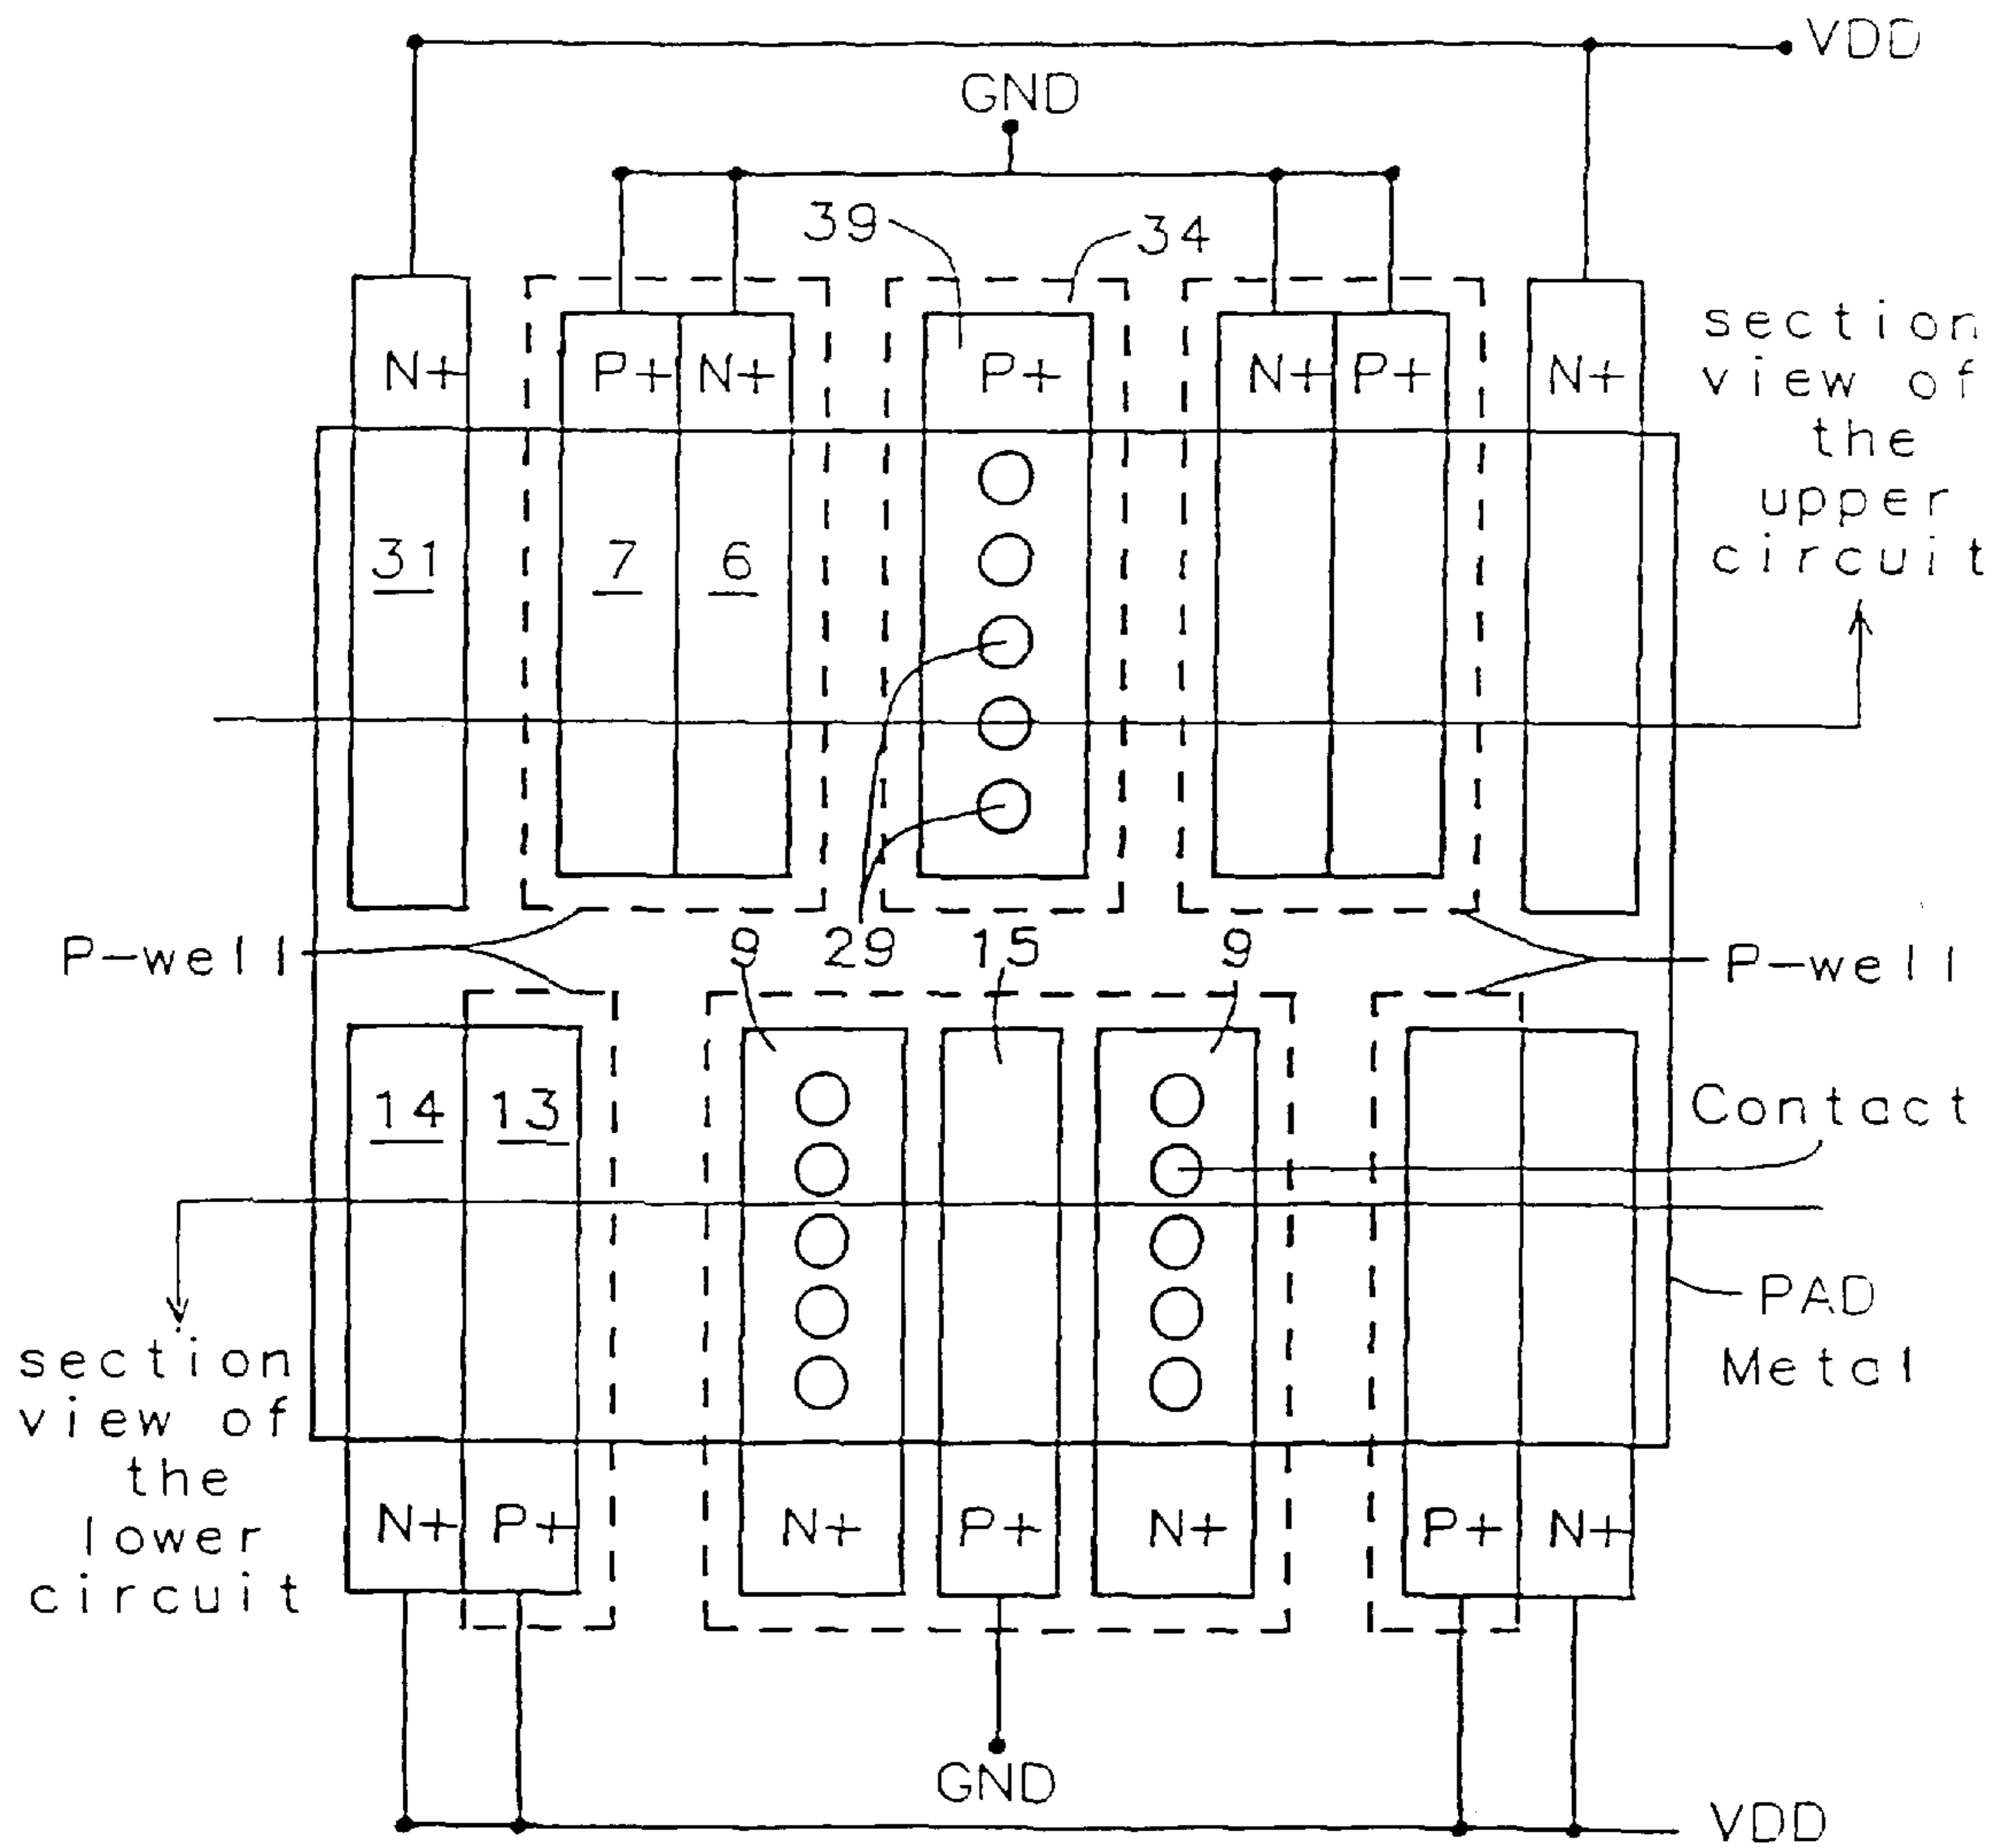 VDD
GND
39
34
N+
P+
N+
P+
N+
P+
N+
section
view of
the
upper
circuit
31
7
6
P-well
9
29
15
9
P-well
14
13
Contact
PAD
Metal
section
view of
the
lower
circuit
N+
P+
N+
P+
N+
P+
N+
GND
VDD